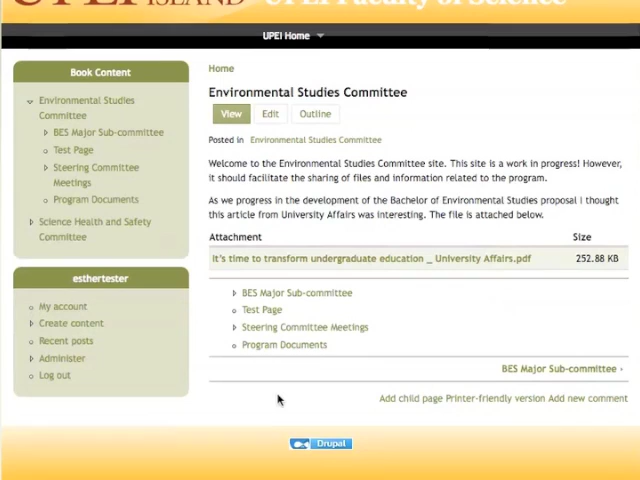 UPEI ISLAND UPEI Faculty of Science
UPEI Home
Book Content
Environmental Studies
Committee
BES Major Sub-committee
Test Page
Steering Committee
Meetings
Program Documents
Science Health and Safety
Committee
esthertester
My account
Create content
Recent posts
Administer
Log out
Home
Environmental Studies Committee
View Edit Outline
Posted in Environmental Studies Committee
Welcome to the Environmental Studies Committee site. This site is a work in progress! However,
it should facilitate the sharing of files and information related to the program.
As we progress in the development of the Bachelor of Environmental Studies proposal I thought
this article from University Affairs was interesting. The file is attached below.
Attachment Size
It's time to transform undergraduate education _ University Affairs.pdf 252.88 KB
BES Major Sub-committee
Test Page
Steering Committee Meetings
Program Documents
BES Major Sub-committee ›
Add child page Printer-friendly version Add new comment
Drupal